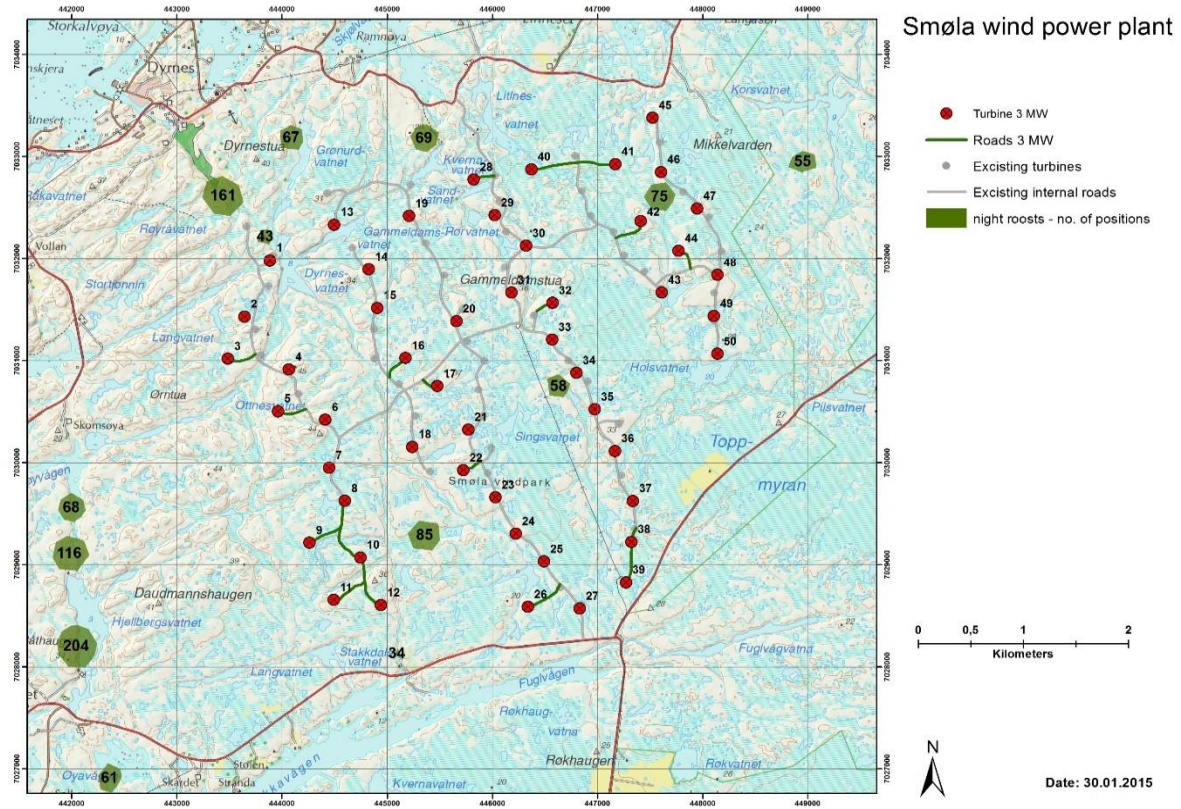 Smøla wind power plant
Turbine 3 MW
Roads 3 MW
Excisting turbines
Excisting internal roads
night roosts - no. of positions
0 0,5 1 2
Kilometers
N
Date: 30.01.2015
442000 443000 444000 445000 446000 447000 448000 449000
7034000
7033000
7032000
7031000
7030000
7029000
7028000
7027000
Storkalvpøya
Ramnøya
Dyrnes
Korsvatnet
67
69
Dyrnestua
Grønurd-
vatnet
Kverna-
vatnet
Mikkelvarden
55
161
Sand-
vatnet
75
Røyravatnet
43
Vollan
Gammeldams-Rørvatnet
Dyrnes-
vatnet
Gammeldamstua
Stortjønnin
Langvatnet
Holsvatnet
58
Ørntua
Skomsøya
Ottnesvatnet
Pilsvatnet
Singsvatnet
Topp-
myran
Smøla vindpark
68
116
85
Daudmannshaugen
Hjellbergsvatnet
204
34
Stakkdals-
vatnet
Langvatnet
Fuglvågen
Fuglvågvatna
Røkhaug-
vatna
Røkhaugen
Røkvatnet
61
Skardet
Stølen
Stranda
Kvernavatnet
1
2
3
4
5
6
7
8
9
10
11
12
13
14
15
16
17
18
19
20
21
22
23
24
25
26
27
28
29
30
31
32
33
34
35
36
37
38
39
40
41
42
43
44
45
46
47
48
49
50